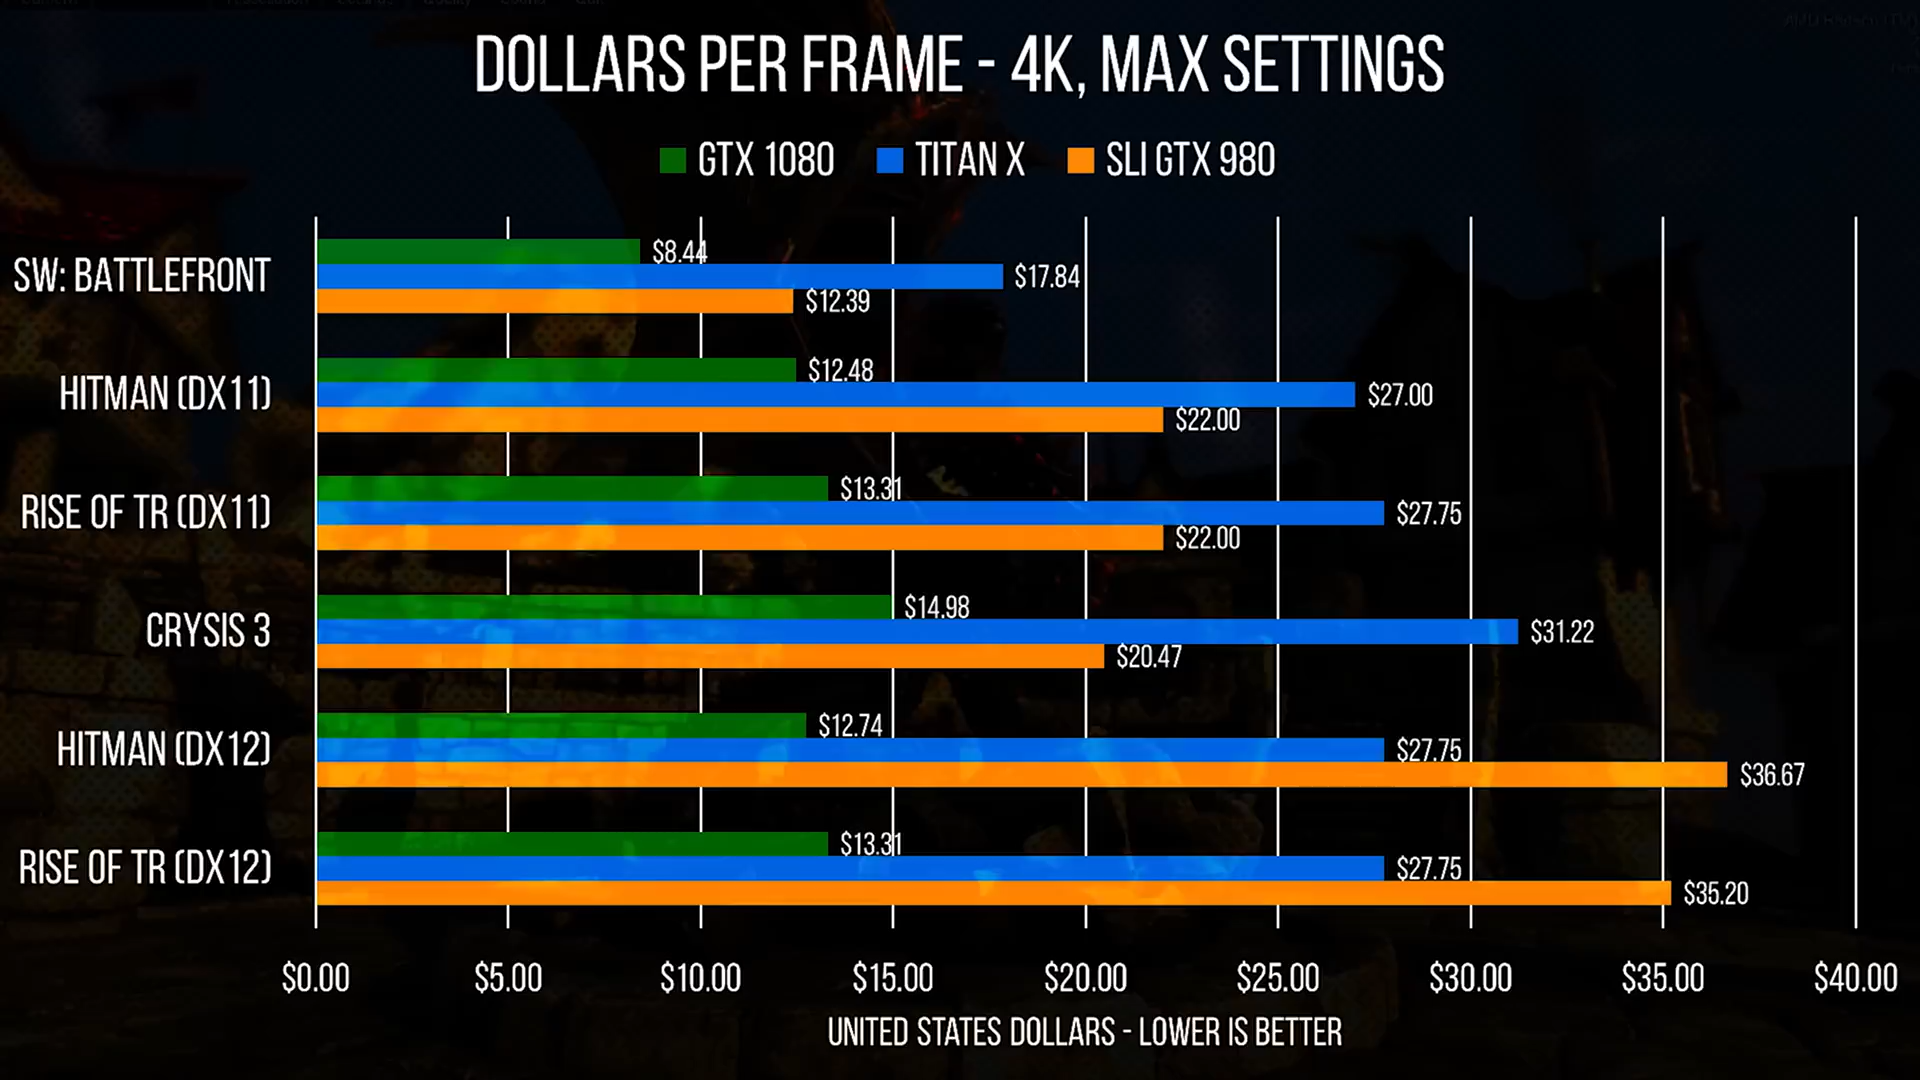 DOLLARS PER FRAME - 4K, MAX SETTINGS
GTX 1080 TITAN X SLI GTX 980
SW: BATTLEFRONT
$8.44
$17.84
$12.39
HITMAN (DX11)
$12.48
$27.00
$22.00
RISE OF TR (DX11)
$13.31
$27.75
$22.00
CRYSIS 3
$14.98
$31.22
$20.47
HITMAN (DX12)
$12.74
$27.75
$36.67
RISE OF TR (DX12)
$13.31
$27.75
$35.20
$0.00 $5.00 $10.00 $15.00 $20.00 $25.00 $30.00 $35.00 $40.00
UNITED STATES DOLLARS - LOWER IS BETTER